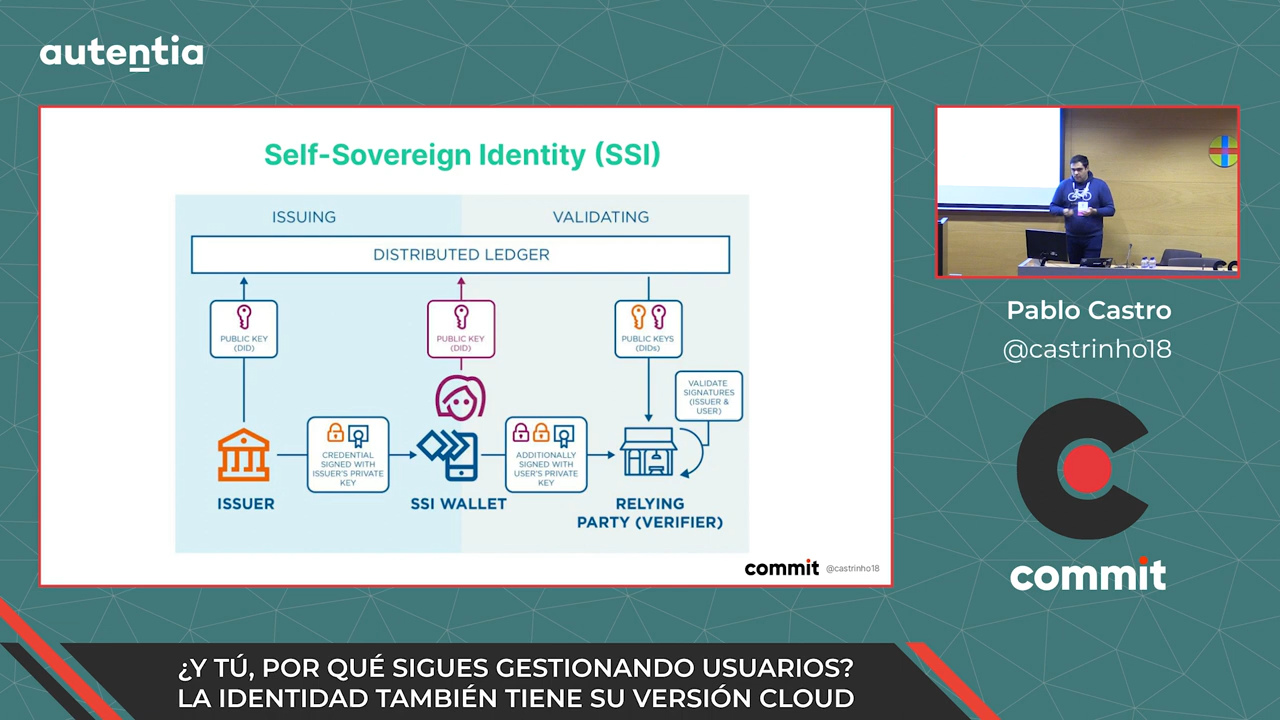 autentia
Self-Sovereign Identity (SSI)
ISSUING
VALIDATING
DISTRIBUTED LEDGER
PUBLIC KEY
(DID)
PUBLIC KEY
(DID)
PUBLIC KEYS
(DIDs)
VALIDATE
SIGNATURES
(ISSUER &
USER)
CREDENTIAL
SIGNED WITH
ISSUER'S PRIVATE
KEY
ADDITIONALLY
SIGNED WITH
USER'S PRIVATE
KEY
ISSUER
SSI WALLET
RELYING
PARTY (VERIFIER)
commit @castrinho18
Pablo Castro
@castrinho18
commit
¿Y TÚ, POR QUÉ SIGUES GESTIONANDO USUARIOS?
LA IDENTIDAD TAMBIÉN TIENE SU VERSIÓN CLOUD